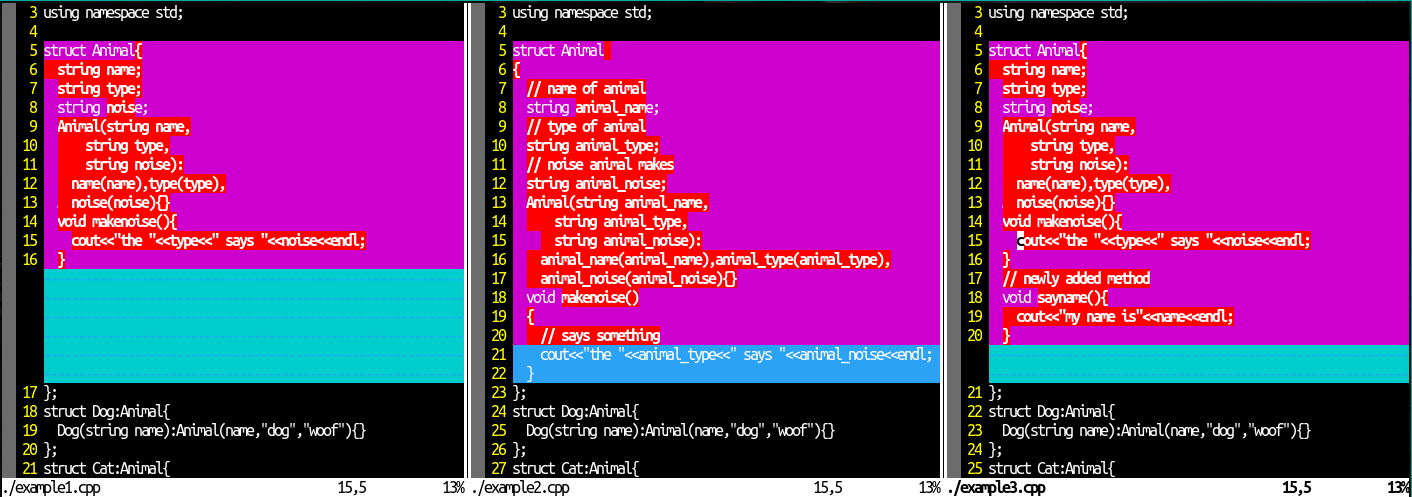 3 using namespace std;
4
5 struct Animal{
6   string name;
7   string type;
8   string noise;
9   Animal(string name,
10       string type,
11       string noise):
12     name(name),type(type),
13     noise(noise){}
14   void makenoise(){
15     cout<<"the "<<type<<" says "<<noise<<endl;
16   }
17 };
18 struct Dog:Animal{
19   Dog(string name):Animal(name,"dog","woof"){}
20 };
21 struct Cat:Animal{
./example1.cpp 15,5 13%
3 using namespace std;
4
5 struct Animal
6 {
7   // name of animal
8   string animal_name;
9   // type of animal
10   string animal_type;
11   // noise animal makes
12   string animal_noise;
13   Animal(string animal_name,
14       string animal_type,
15       string animal_noise):
16     animal_name(animal_name),animal_type(animal_type),
17     animal_noise(animal_noise){}
18   void makenoise()
19   {
20     // says something
21     cout<<"the "<<animal_type<<" says "<<animal_noise<<endl;
22   }
23 };
24 struct Dog:Animal{
25   Dog(string name):Animal(name,"dog","woof"){}
26 };
27 struct Cat:Animal{
./example2.cpp 15,5 13%
3 using namespace std;
4
5 struct Animal{
6   string name;
7   string type;
8   string noise;
9   Animal(string name,
10       string type,
11       string noise):
12     name(name),type(type),
13     noise(noise){}
14   void makenoise(){
15     cout<<"the "<<type<<" says "<<noise<<endl;
16   }
17   // newly added method
18   void sayname(){
19     cout<<"my name is"<<name<<endl;
20   }
21 };
22 struct Dog:Animal{
23   Dog(string name):Animal(name,"dog","woof"){}
24 };
25 struct Cat:Animal{
./example3.cpp 15,5 13%